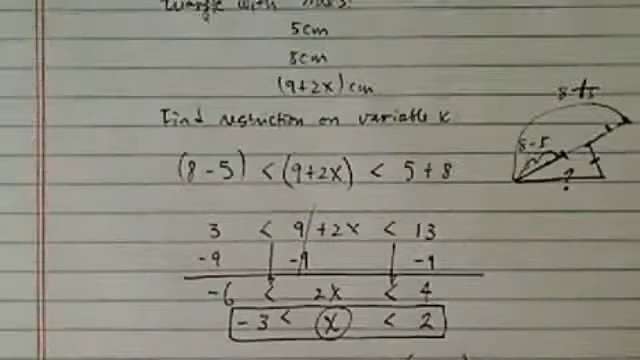 with
5cm
8cm
(9+2x)cm
Find restriction on variable x
8+5
8-5
?
(8-5) < (9+2x) < 5+8
3 < 9+2x < 13
-9 -9 -9
-6 < 2x < 4
-3 < x < 2